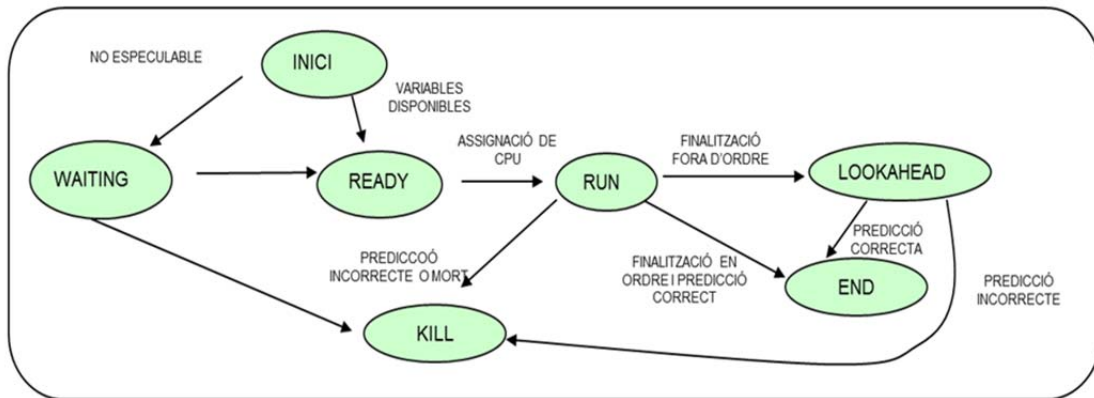 NO ESPECULABLE
INICI
VARIABLES
DISPONIBLES
WAITING
READY
ASSIGNACIÓ DE
CPU
RUN
FINALITZACIÓ
FORA D'ORDRE
LOOKAHEAD
PREDICCOÓ
INCORRECTE O MORT
FINALITZACIÓ EN
ORDRE I PREDICCIÓ
CORRECT
PREDICCIÓ
CORRECTA
END
PREDICCIÓ
INCORRECTE
KILL